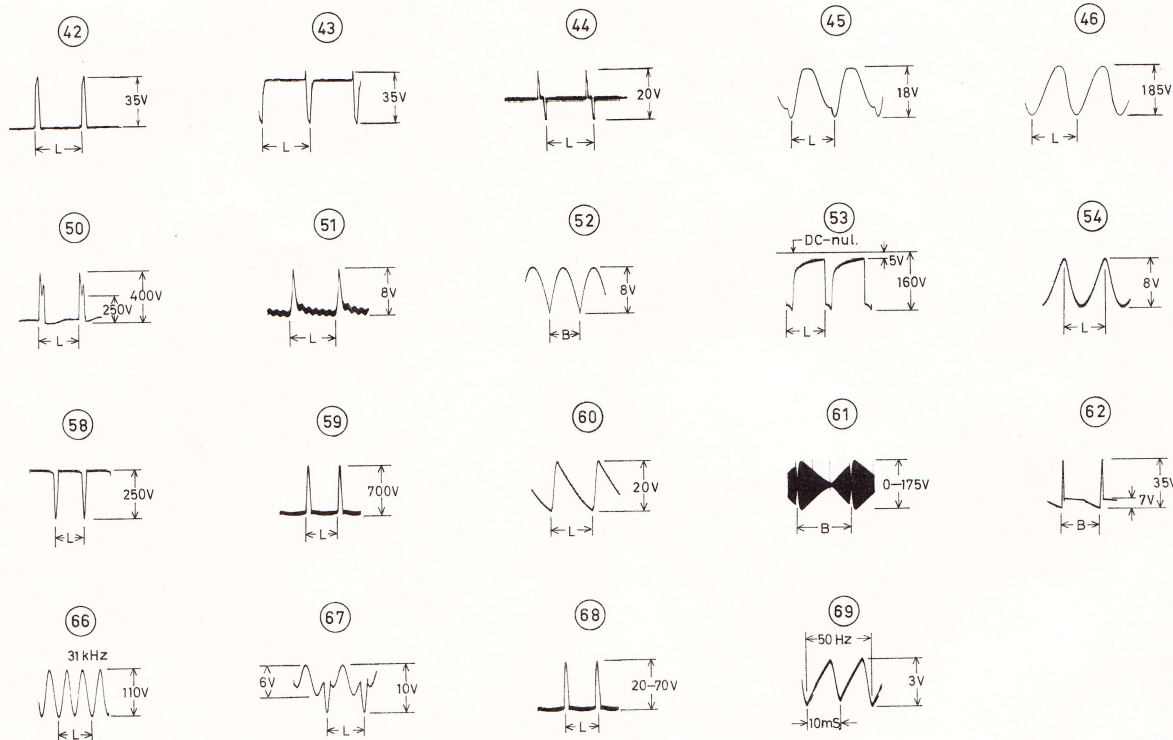 42
35V
L
43
35V
L
44
20V
L
45
18V
L
46
185V
L
50
400V
250V
L
51
8V
L
52
8V
B
53
DC-nul.
5V
160V
L
54
8V
L
58
250V
L
59
700V
L
60
20V
L
61
0-175V
B
62
35V
7V
B
66
31 kHz
110V
L
67
6V
10V
L
68
20-70V
L
69
50 Hz
3V
10mS